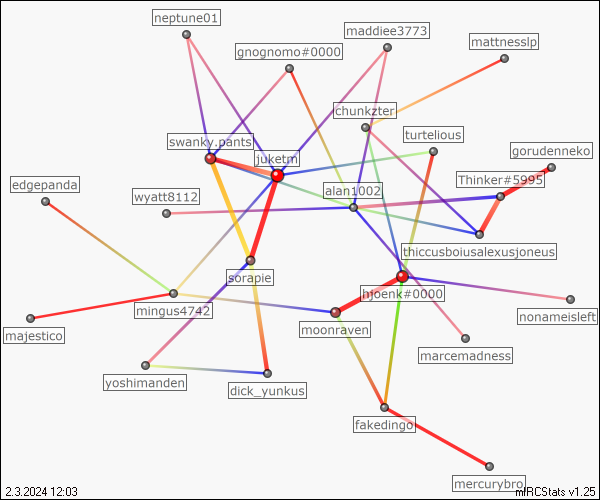 neptune01
maddiee3773
gnognomo#0000
mattnesslp
chunkzter
turtelious
swanky.pants
juketm
gorudenneko
Thinker#5995
edgepanda
alan1002
wyatt8112
thiccusboiusalexusjoneus
sorapie
hjoenk#0000
mingus4742
nonameisleft
moonraven
majestico
marcemadness
yoshimanden
dick_yunkus
fakedingo
mercurybro
2.3.2024 12:03
mIRCStats v1.25